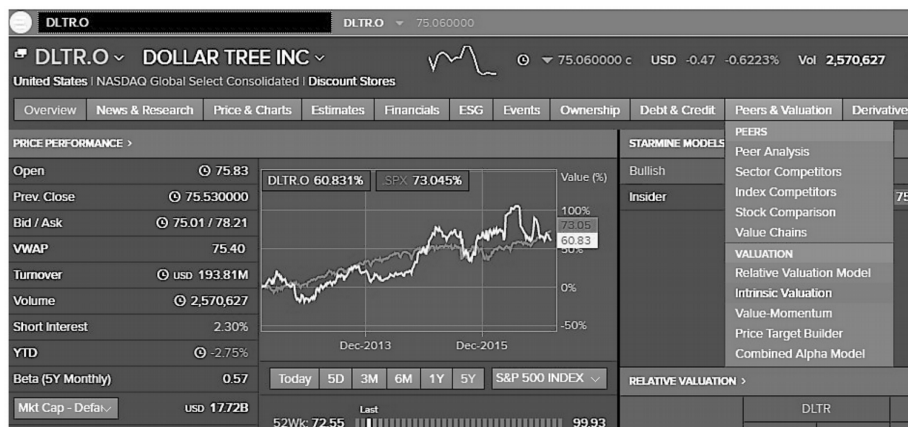 DLTR.O DLTR.O 75.060000
DLTR.O DOLLAR TREE INC 75.060000 c USD -0.47 -0.6223% Vol 2,570,627
United States | NASDAQ Global Select Consolidated | Discount Stores
Overview News & Research Price & Charts Estimates Financials ESG Events Ownership Debt & Credit Peers & Valuation Derivative
PRICE PERFORMANCE >
Open 75.83
Prev. Close 75.530000
Bid / Ask 75.01 / 78.21
VWAP 75.40
Turnover USD 193.81M
Volume 2,570,627
Short Interest 2.30%
YTD -2.75%
Beta (5Y Monthly) 0.57
Mkt Cap - Defa USD 17.72B
DLTR.O 60.831% .SPX 73.045% Value (%)
100%
73.05
60.83
50%
0%
-50%
Dec-2013 Dec-2015
Today 5D 3M 6M 1Y 5Y S&P 500 INDEX
Last
52Wk: 72.55 99.93
STARMINE MODELS
Bullish
Insider 75
PEERS
Peer Analysis
Sector Competitors
Index Competitors
Stock Comparison
Value Chains
VALUATION
Relative Valuation Model
Intrinsic Valuation
Value-Momentum
Price Target Builder
Combined Alpha Model
RELATIVE VALUATION >
DLTR